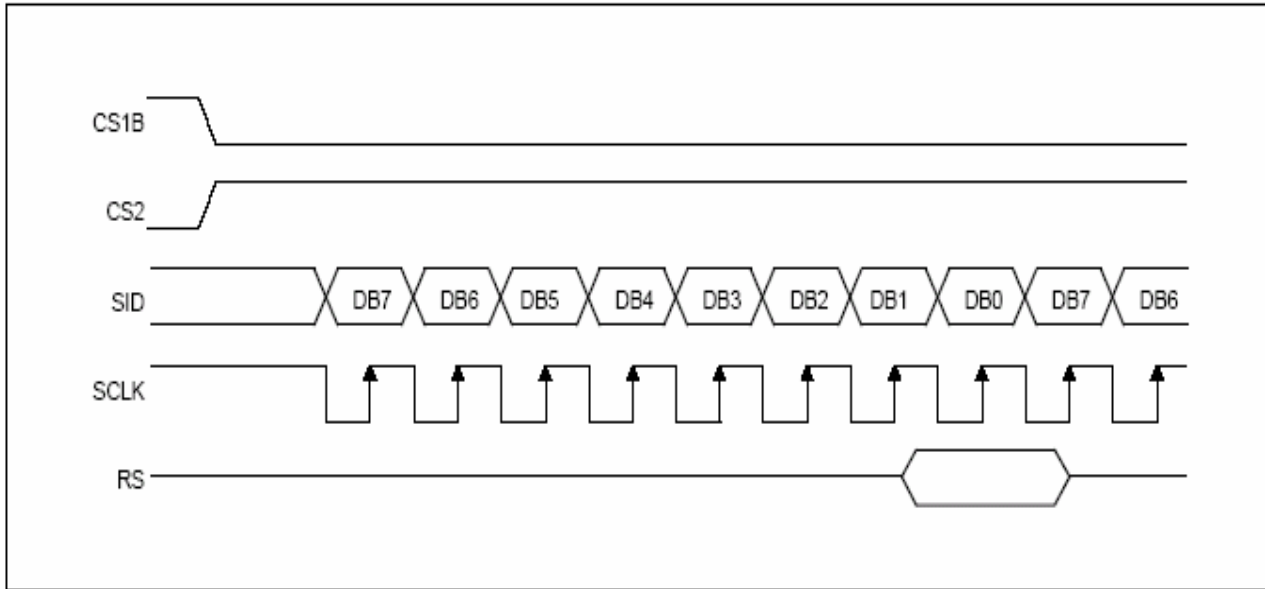 CS1B
CS2
SID DB7 DB6 DB5 DB4 DB3 DB2 DB1 DB0 DB7 DB6
SCLK
RS